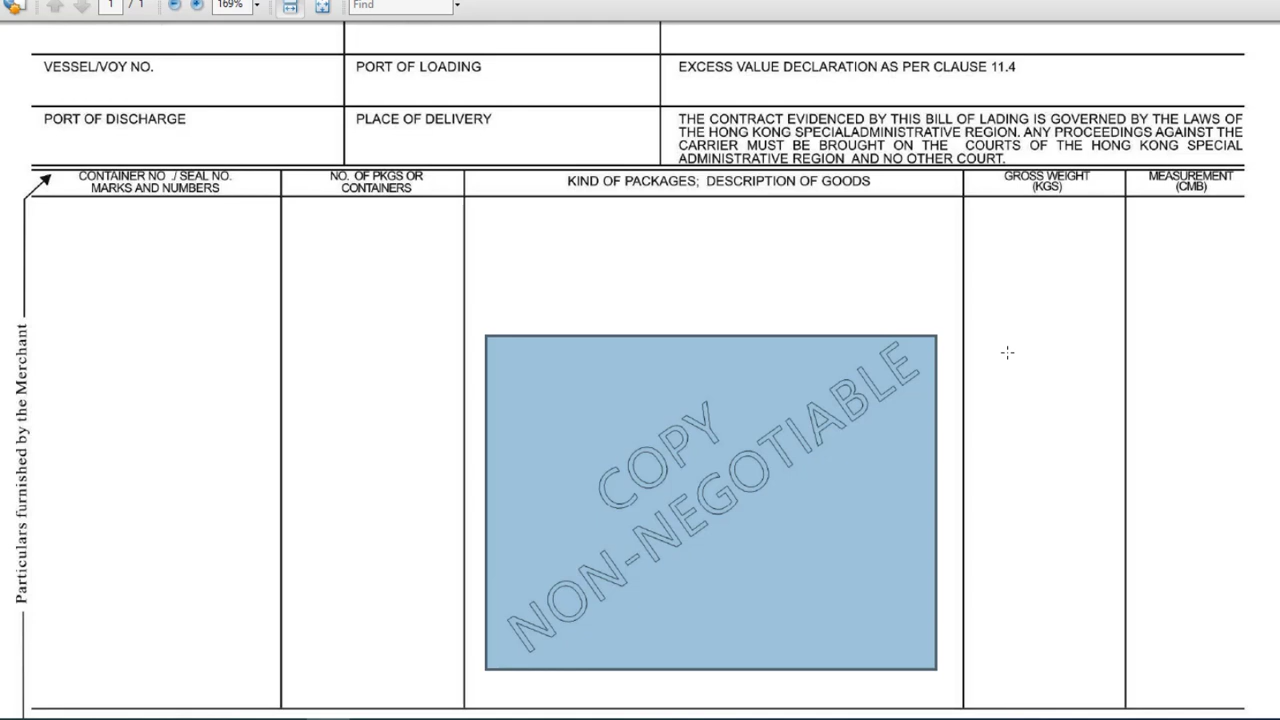 1 / 1 169% Find
VESSEL/VOY NO. PORT OF LOADING EXCESS VALUE DECLARATION AS PER CLAUSE 11.4
PORT OF DISCHARGE PLACE OF DELIVERY THE CONTRACT EVIDENCED BY THIS BILL OF LADING IS GOVERNED BY THE LAWS OF
THE HONG KONG SPECIALADMINISTRATIVE REGION. ANY PROCEEDINGS AGAINST THE
CARRIER MUST BE BROUGHT ON THE COURTS OF THE HONG KONG SPECIAL
ADMINISTRATIVE REGION AND NO OTHER COURT.
CONTAINER NO ./ SEAL NO.
MARKS AND NUMBERS
NO. OF PKGS OR
CONTAINERS
KIND OF PACKAGES; DESCRIPTION OF GOODS
GROSS WEIGHT
(KGS)
MEASUREMENT
(CMB)
Particulars furnished by the Merchant
COPY
NON-NEGOTIABLE